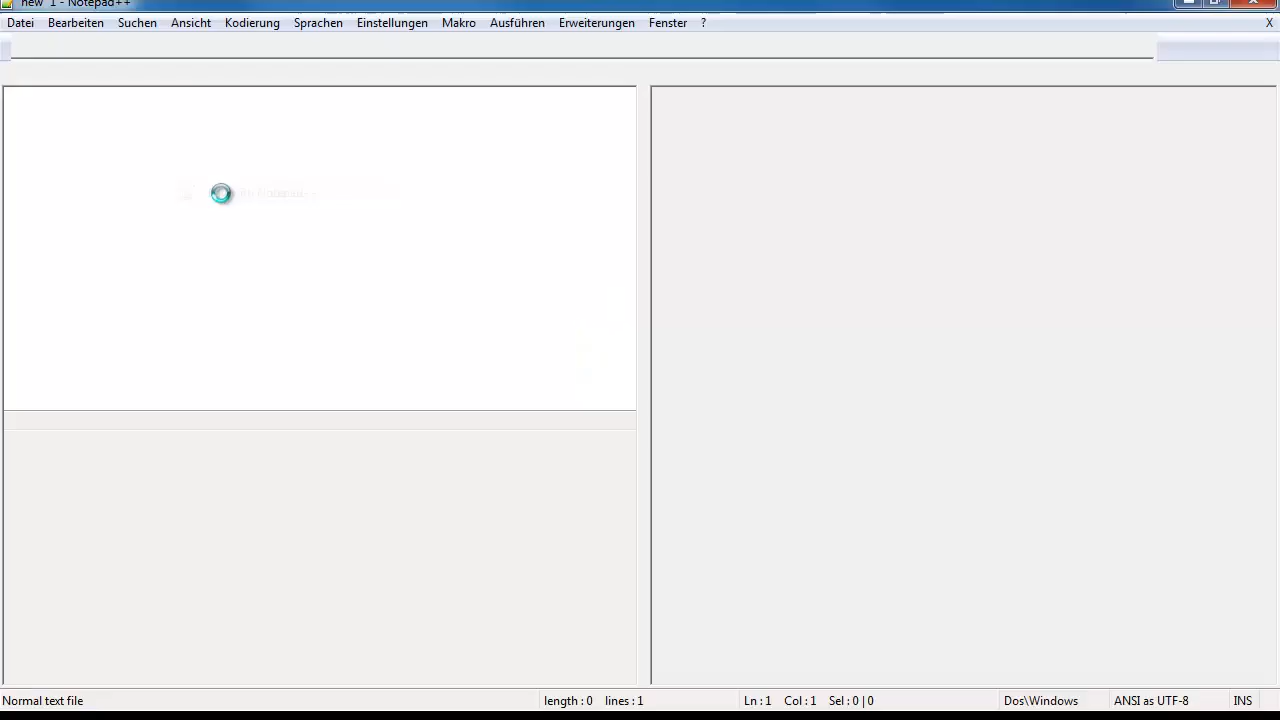 new 1 - Notepad++
Datei Bearbeiten Suchen Ansicht Kodierung Sprachen Einstellungen Makro Ausführen Erweiterungen Fenster ? X
Normal text file length : 0 lines : 1 Ln : 1 Col : 1 Sel : 0 | 0 Dos\Windows ANSI as UTF-8 INS